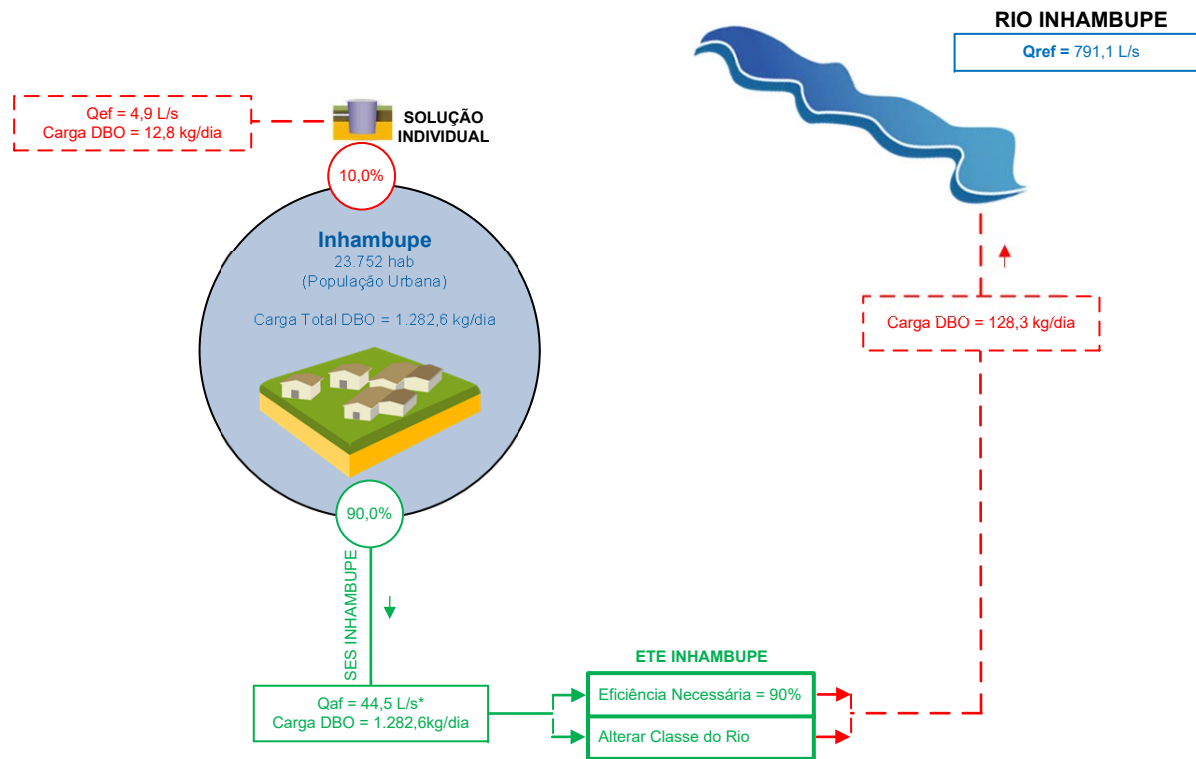 RIO INHAMBUPE
Qref = 791,1 L/s
Qef = 4,9 L/s
Carga DBO = 12,8 kg/dia
SOLUÇÃO
INDIVIDUAL
10,0%
Inhambupe
23.752 hab
(População Urbana)
Carga Total DBO = 1.282,6 kg/dia
Carga DBO = 128,3 kg/dia
90,0%
SES INHAMBUPE
Qaf = 44,5 L/s*
Carga DBO = 1.282,6kg/dia
ETE INHAMBUPE
Eficiência Necessária = 90%
Alterar Classe do Rio